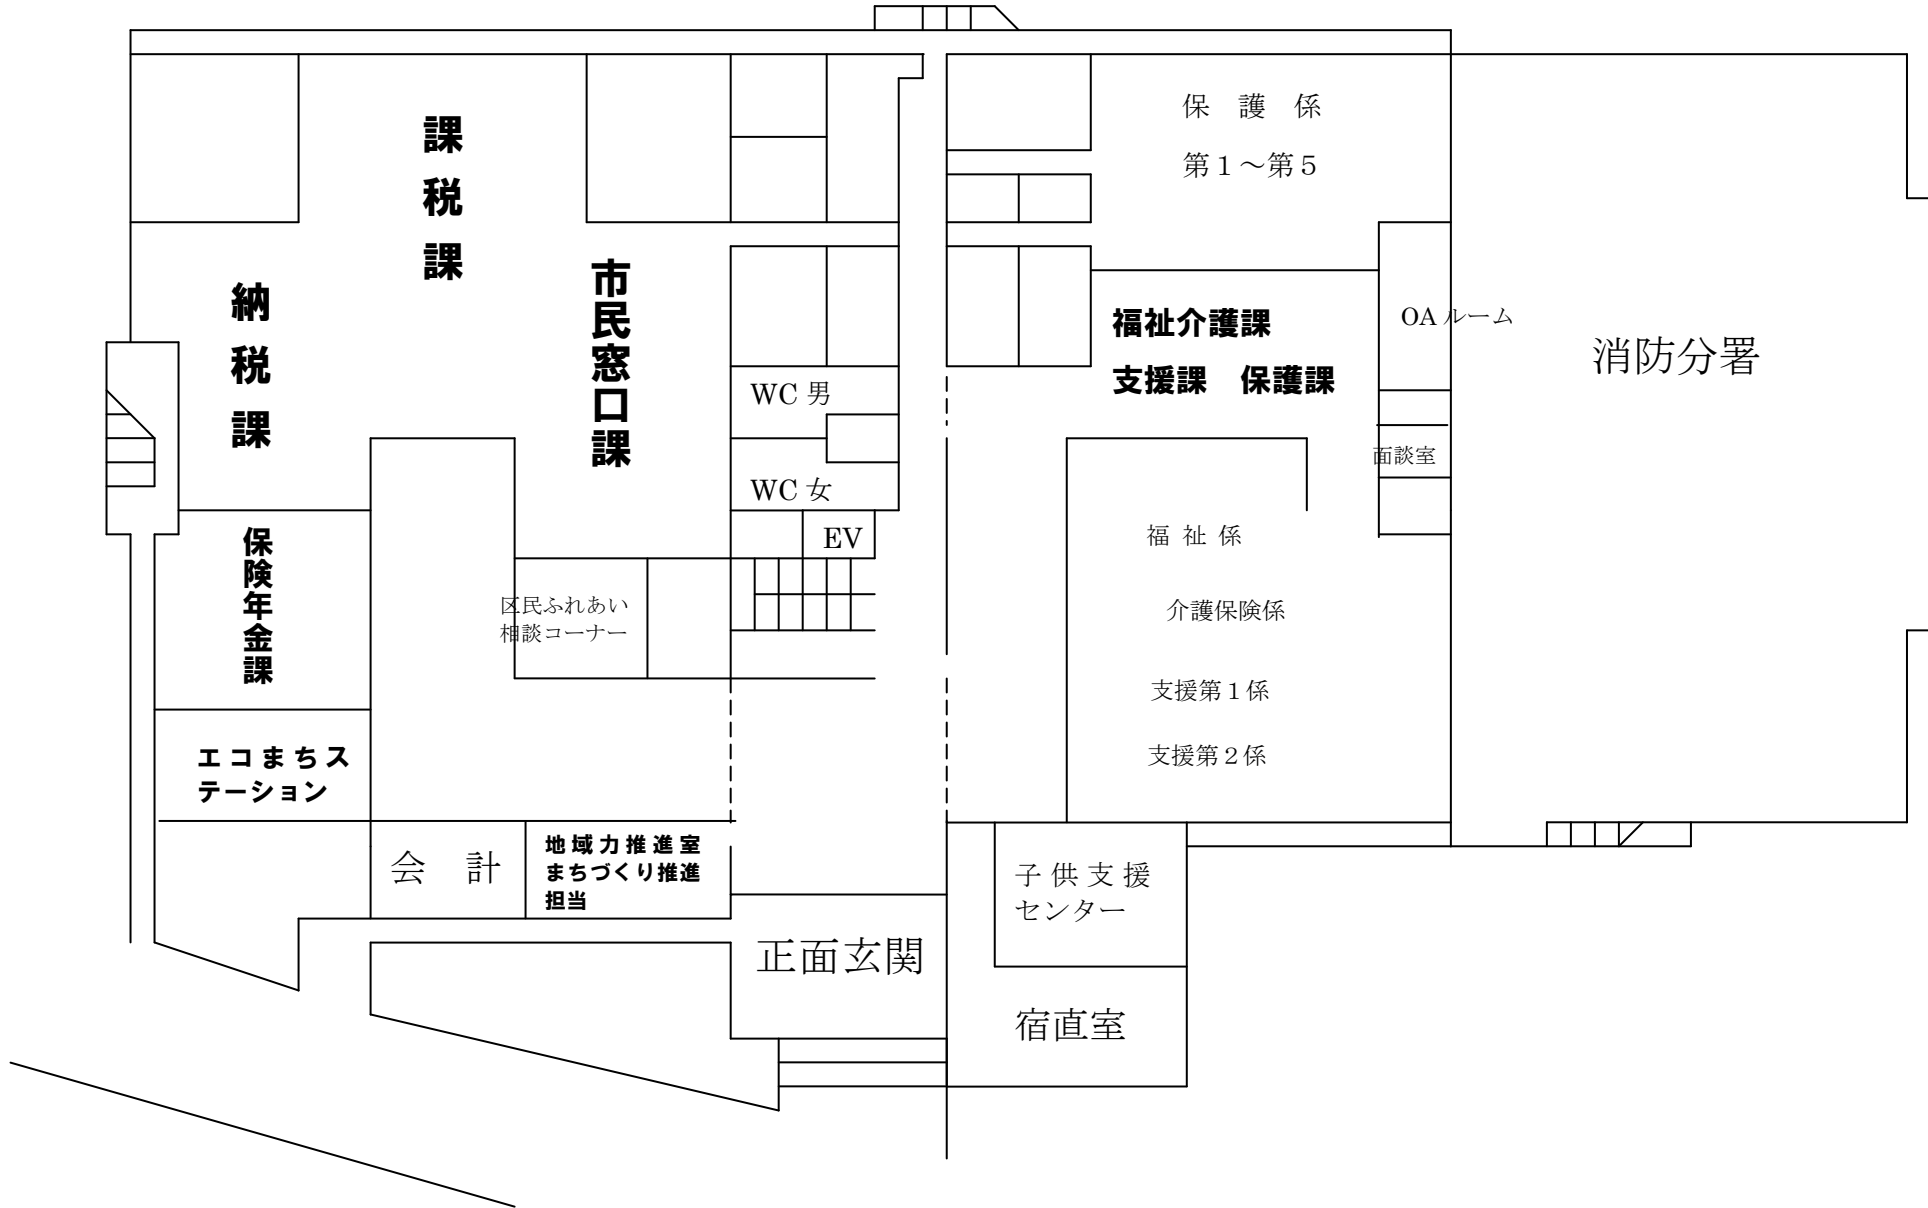 課税課
納税課
市民窓口課
保険年金課
エコまちス
テーション
会　計
地域力推進室
まちづくり推進
担当
区民ふれあい
相談コーナー
WC 男
WC 女
EV
正面玄関
保　護　係
第１～第５
福祉介護課
支援課　保護課
OA ルーム
面談室
福 祉 係
介護保険係
支援第１係
支援第２係
子 供 支 援
センター
宿直室
消防分署